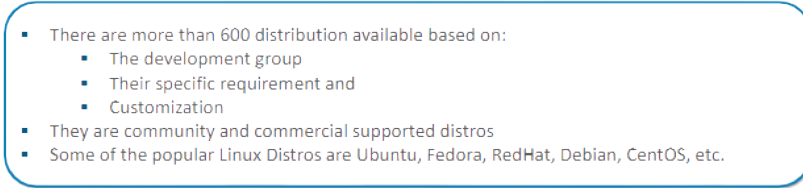 ▪ There are more than 600 distribution available based on:
▪ The development group
▪ Their specific requirement and
▪ Customization
▪ They are community and commercial supported distros
▪ Some of the popular Linux Distros are Ubuntu, Fedora, RedHat, Debian, CentOS, etc.